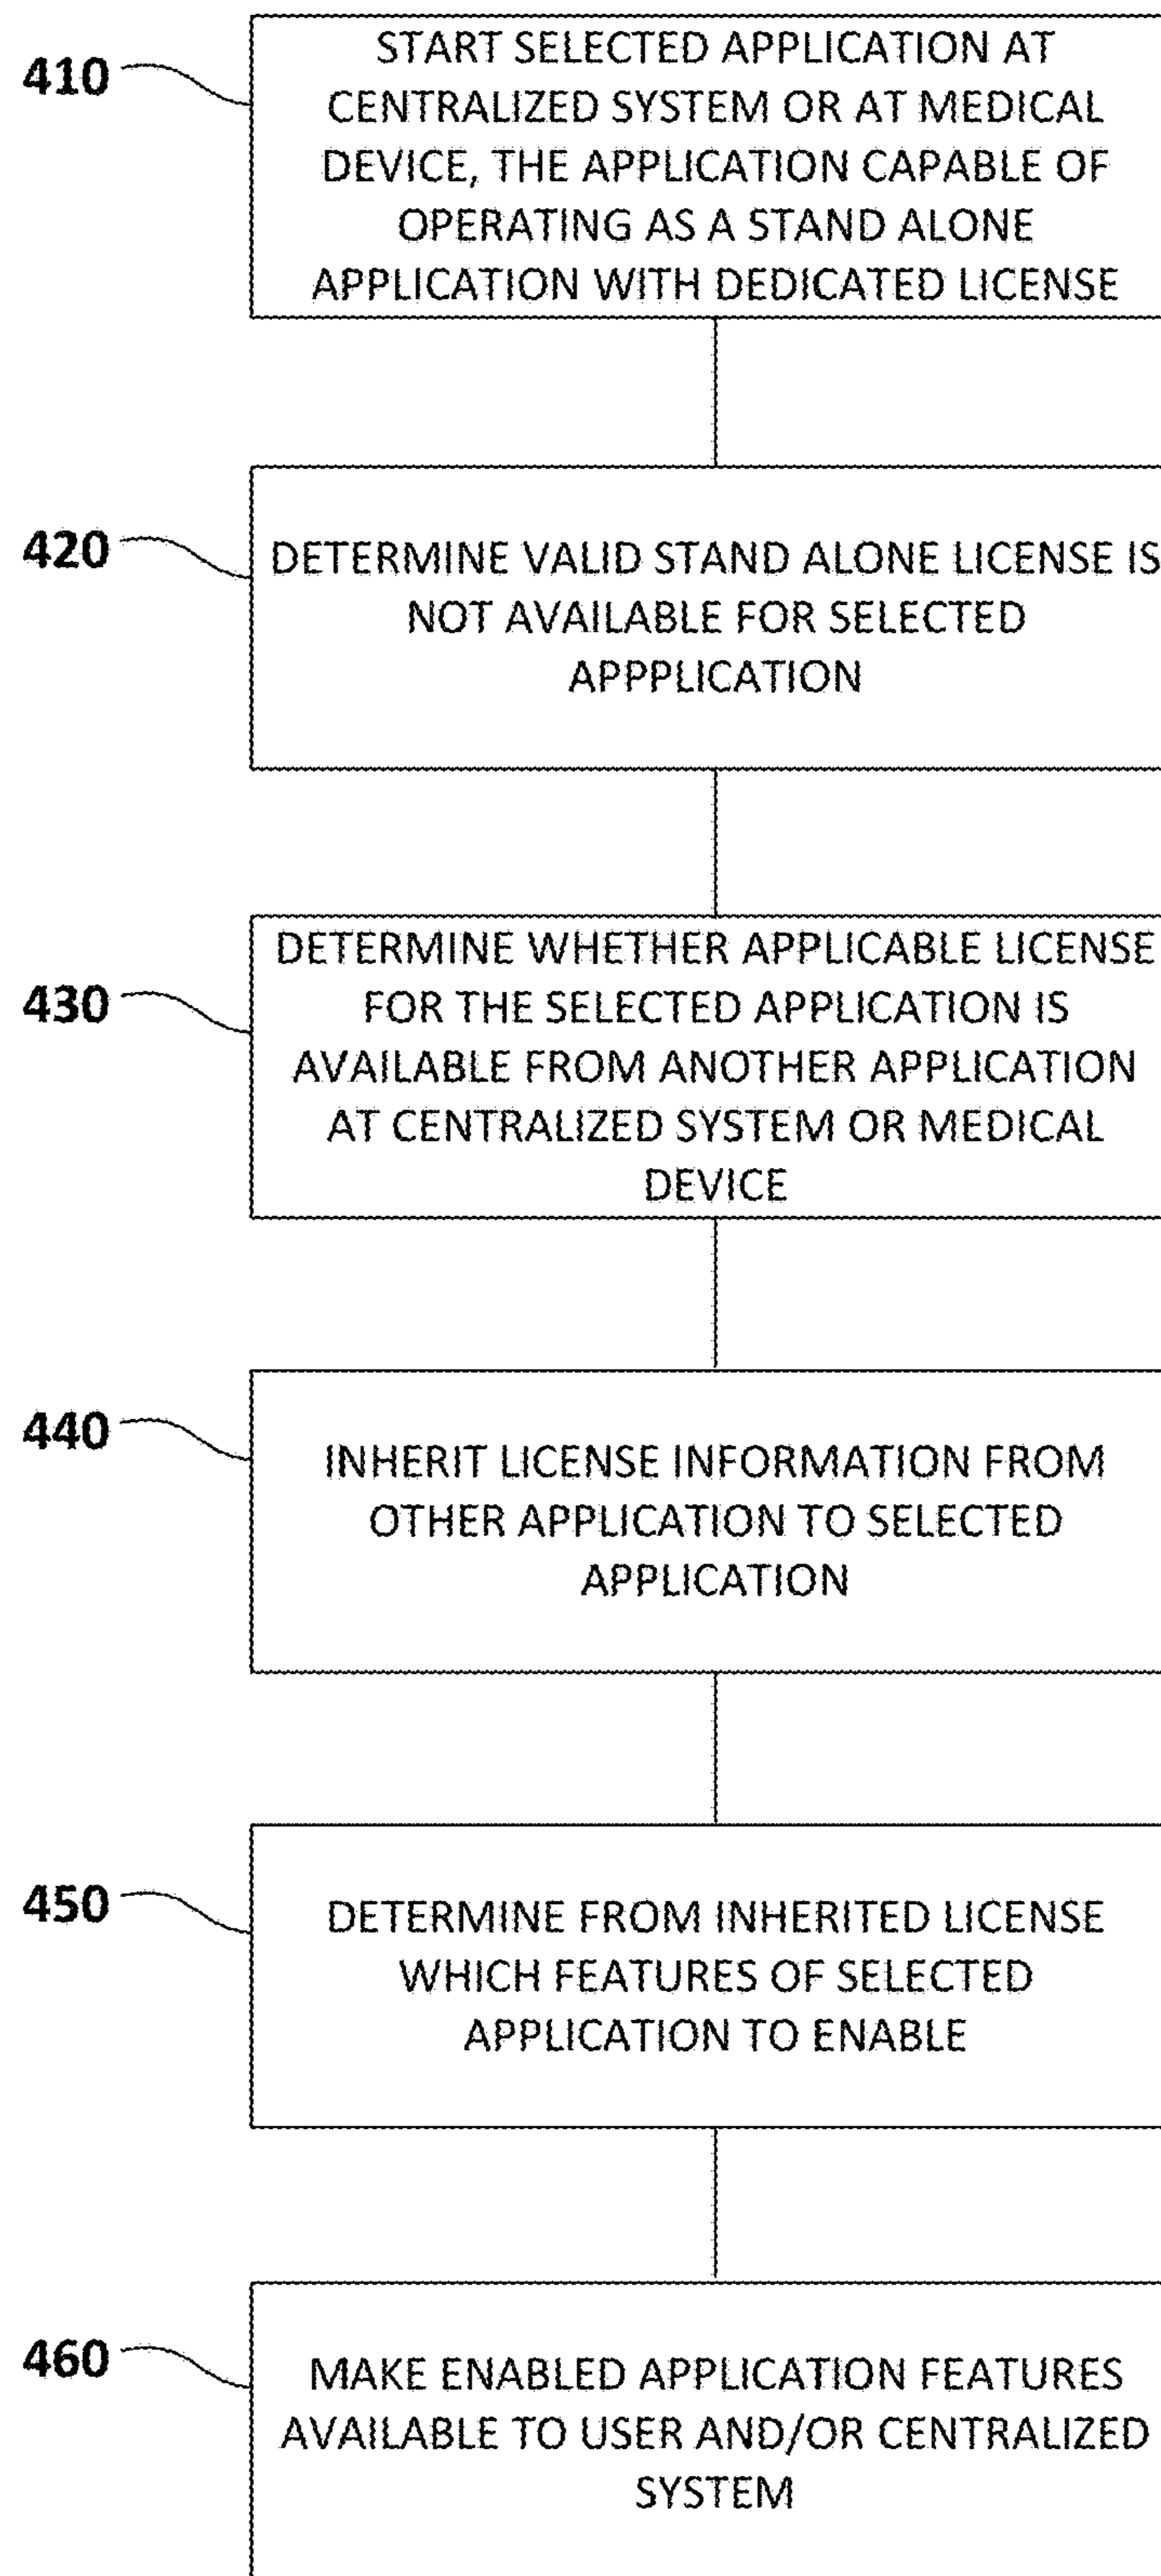 410
START SELECTED APPLICATION AT
CENTRALIZED SYSTEM OR AT MEDICAL
DEVICE, THE APPLICATION CAPABLE OF
OPERATING AS A STAND ALONE
APPLICATION WITH DEDICATED LICENSE
420
DETERMINE VALID STAND ALONE LICENSE IS
NOT AVAILABLE FOR SELECTED
APPPLICATION
430
DETERMINE WHETHER APPLICABLE LICENSE
FOR THE SELECTED APPLICATION IS
AVAILABLE FROM ANOTHER APPLICATION
AT CENTRALIZED SYSTEM OR MEDICAL
DEVICE
440
INHERIT LICENSE INFORMATION FROM
OTHER APPLICATION TO SELECTED
APPLICATION
450
DETERMINE FROM INHERITED LICENSE
WHICH FEATURES OF SELECTED
APPLICATION TO ENABLE
460
MAKE ENABLED APPLICATION FEATURES
AVAILABLE TO USER AND/OR CENTRALIZED
SYSTEM